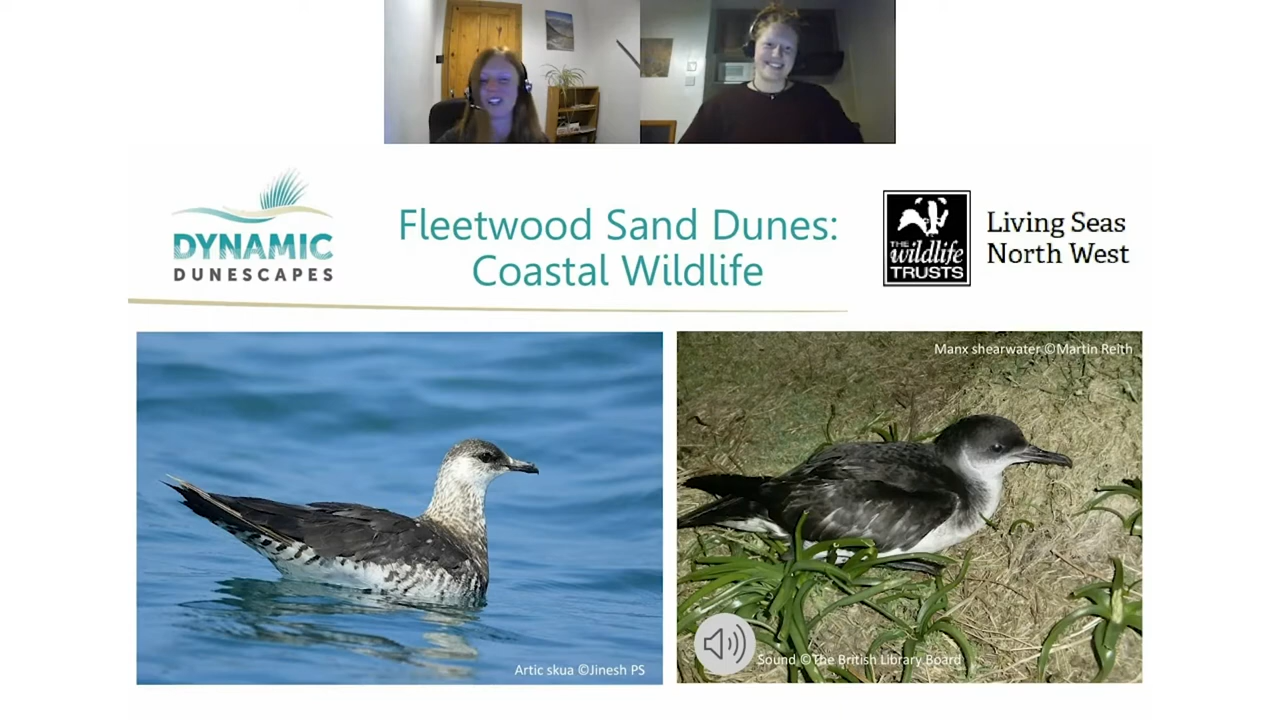 DYNAMIC
DUNESCAPES
Fleetwood Sand Dunes:
Coastal Wildlife
THE
wildlife
TRUSTS
Living Seas
North West
Manx shearwater ©Martin Reith
Artic skua ©Jinesh PS
Sound ©The British Library Board